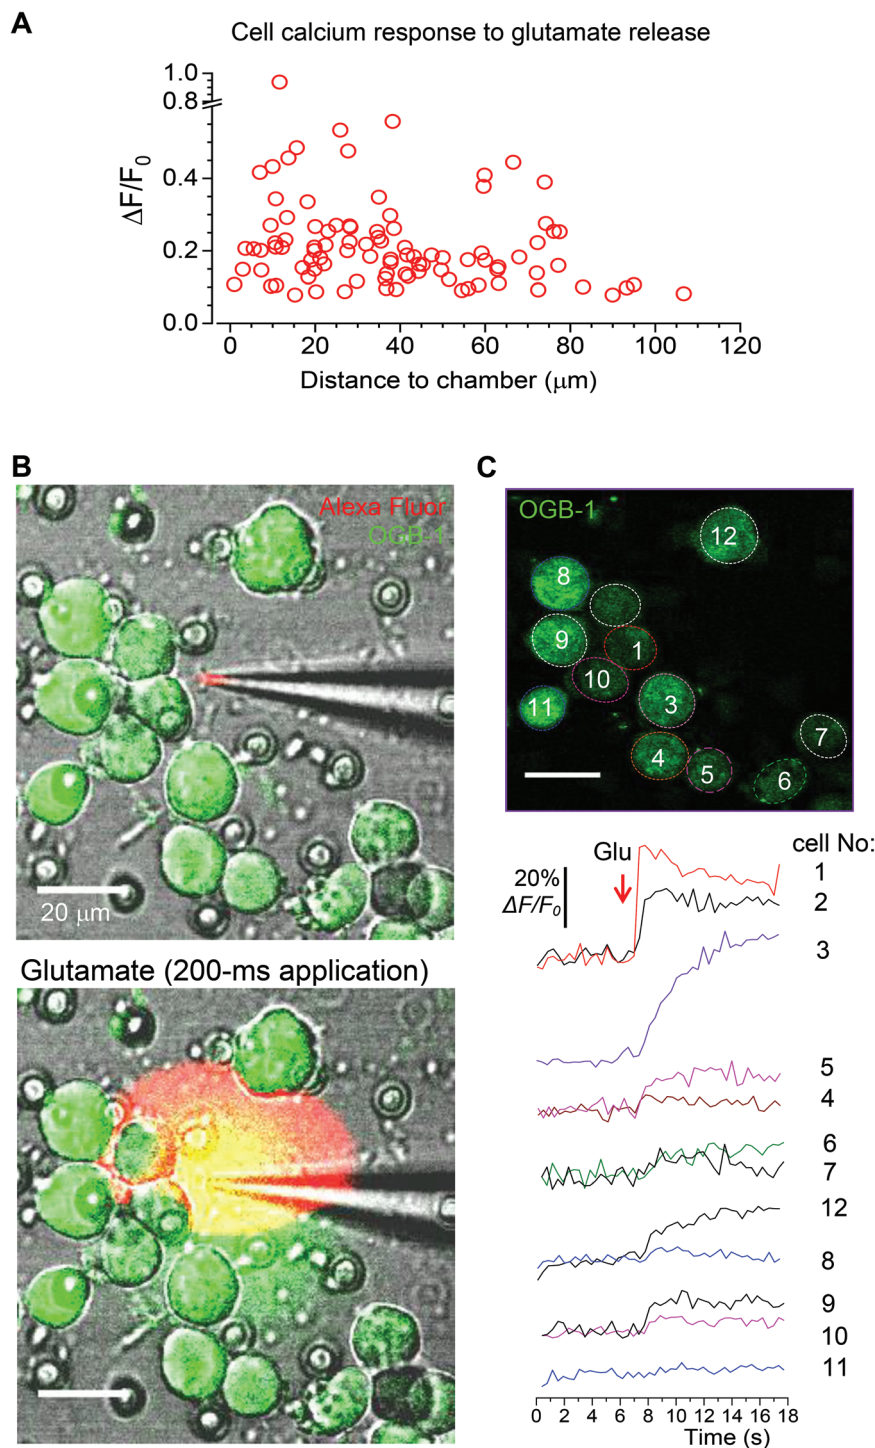 A
Cell calcium response to glutamate release
1.0
0.8
0.4
0.2
0.0
ΔF/F0
0 20 40 60 80 100 120
Distance to chamber (μm)
B
Alexa Fluor
OGB-1
20 μm
Glutamate (200-ms application)
C
OGB-1
12
8
9
1
10
11
3
7
4
5
6
Glu
20%
ΔF/F0
cell No:
1
2
3
5
4
6
7
12
8
9
10
11
0 2 4 6 8 10 12 14 16 18
Time (s)